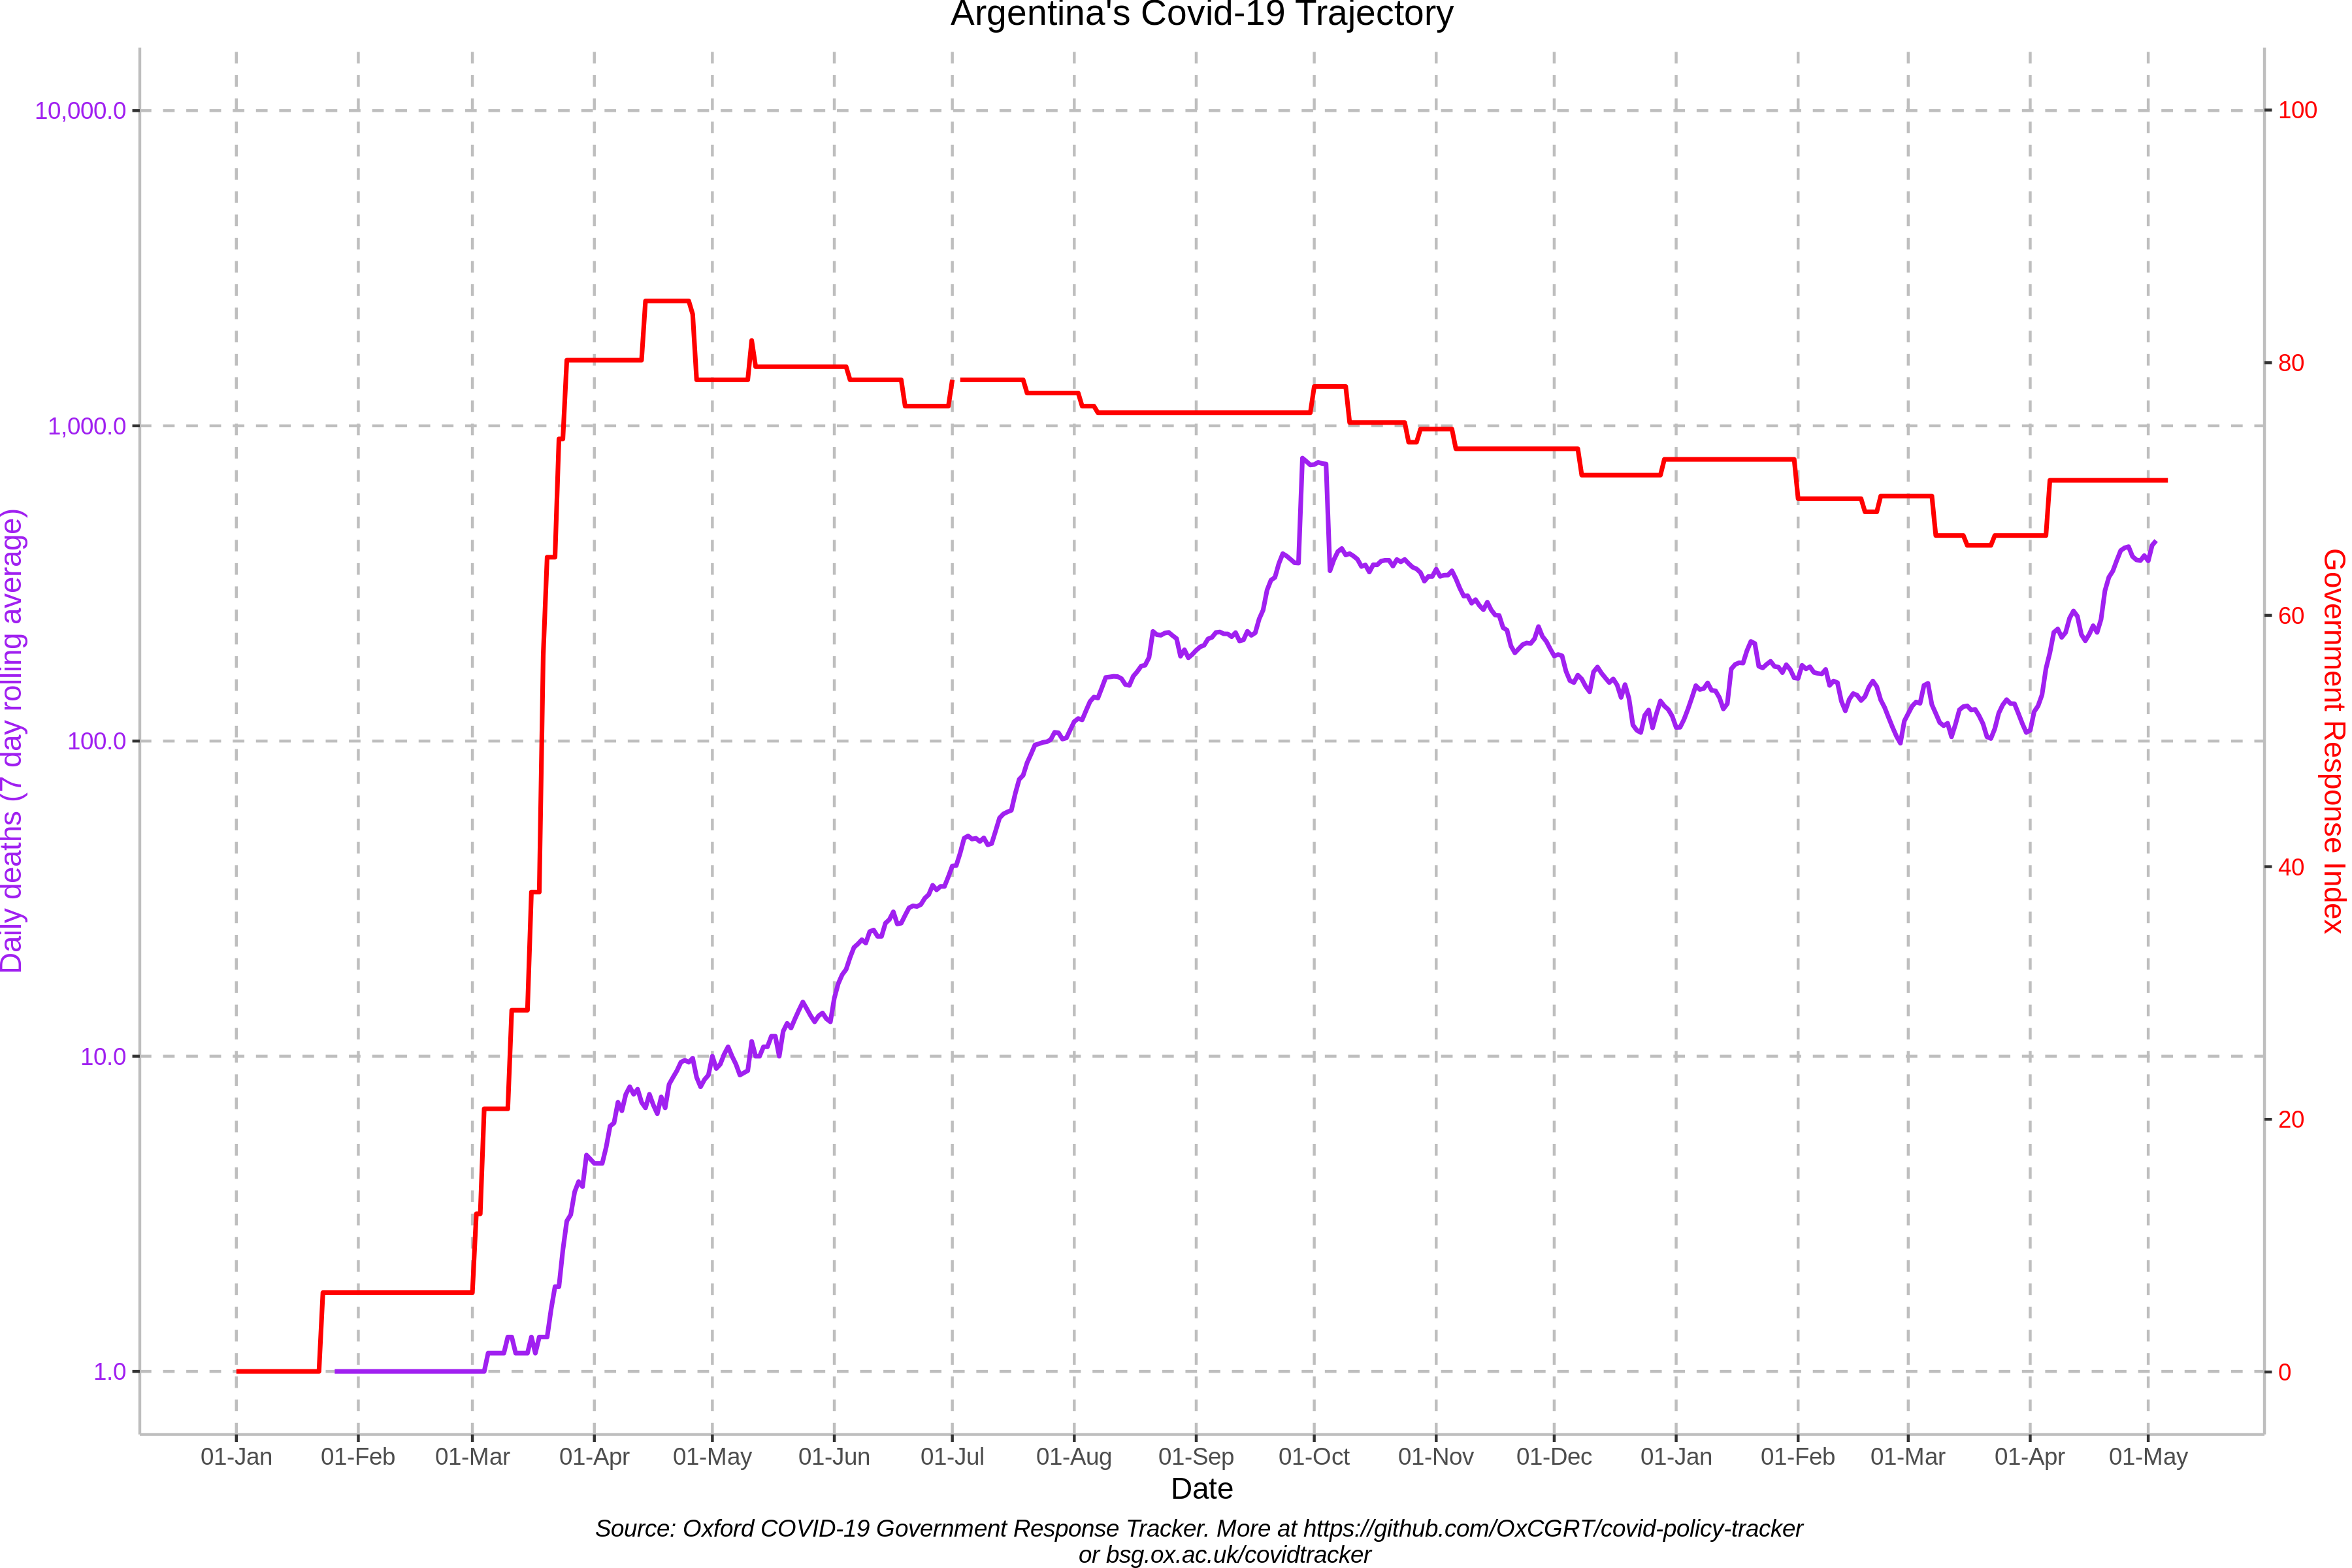 Argentina's Covid-19 Trajectory
10,000.0
1,000.0
100.0
10.0
1.0
Daily deaths (7 day rolling average)
100
80
60
40
20
0
Government Response Index
01-Jan 01-Feb 01-Mar 01-Apr 01-May 01-Jun 01-Jul 01-Aug 01-Sep 01-Oct 01-Nov 01-Dec 01-Jan 01-Feb 01-Mar 01-Apr 01-May
Date
Source: Oxford COVID-19 Government Response Tracker. More at https://github.com/OxCGRT/covid-policy-tracker
or bsg.ox.ac.uk/covidtracker